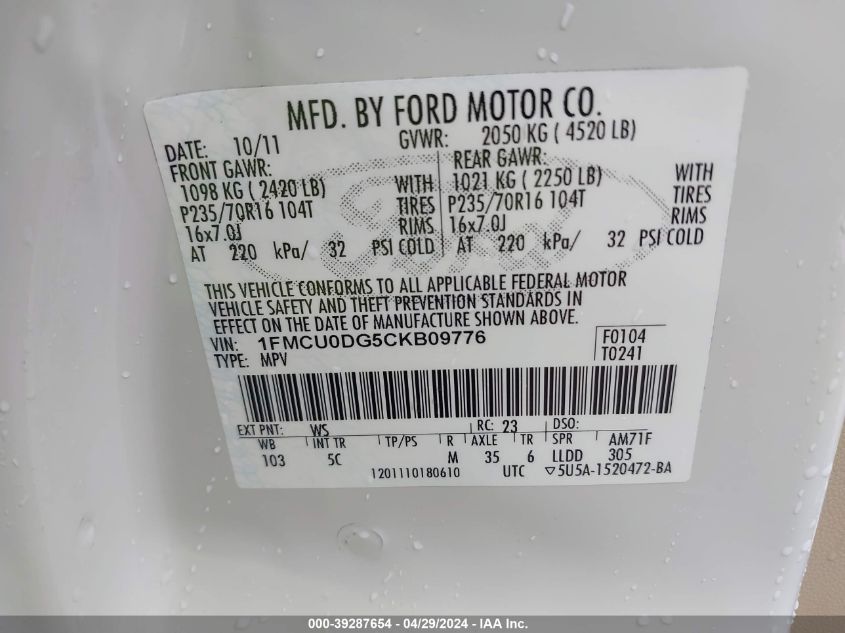 MFD. BY FORD MOTOR CO.
DATE: 10/11 GVWR: 2050 KG ( 4520 LB)
FRONT GAWR: REAR GAWR:
1098 KG ( 2420 LB) WITH 1021 KG ( 2250 LB) WITH
P235/70R16 104T TIRES P235/70R16 104T TIRES
16x7.0J RIMS 16x7.0J RIMS
AT 220 kPa/ 32 PSI COLD AT 220 kPa/ 32 PSI COLD
THIS VEHICLE CONFORMS TO ALL APPLICABLE FEDERAL MOTOR
VEHICLE SAFETY AND THEFT PREVENTION STANDARDS IN
EFFECT ON THE DATE OF MANUFACTURE SHOWN ABOVE.
VIN: 1FMCU0DG5CKB09776 F0104
TYPE: MPV T0241
EXT PNT: WS RC: 23 DSO:
WB INT TR TP/PS R AXLE TR SPR AM71F
103 5C M 35 6 LLDD 305
1201110180610 UTC ▽5U5A-1520472-BA
Ford
000-39287654 - 04/29/2024 - IAA Inc.